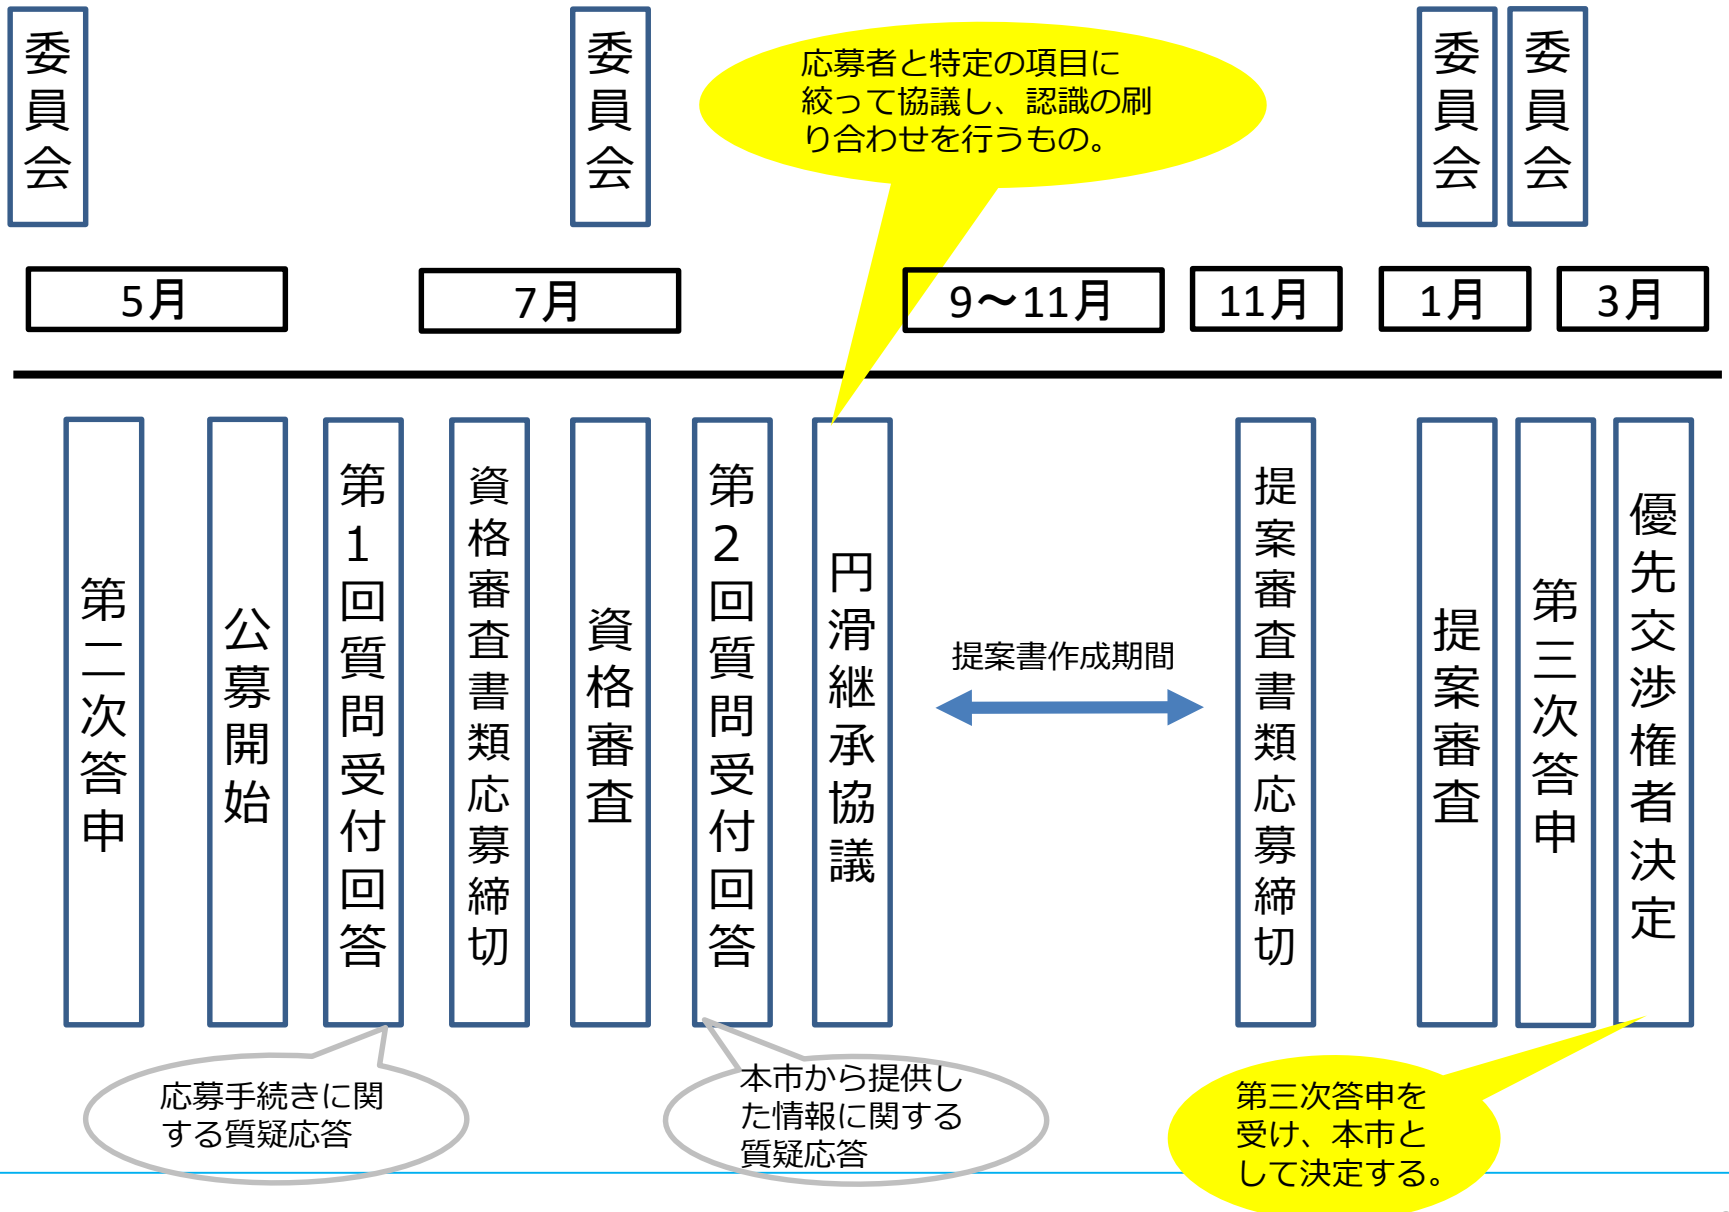 委員会
委員会
応募者と特定の項目に
絞って協議し、認識の刷
り合わせを行うもの。
委員会
委員会
5月
7月
9～11月
11月
1月
3月
第二次答申
公募開始
第1回質問受付回答
資格審査書類応募締切
資格審査
第2回質問受付回答
円滑継承協議
提案書作成期間
提案審査書類応募締切
提案審査
第三次答申
優先交渉権者決定
応募手続きに関
する質疑応答
本市から提供し
た情報に関する
質疑応答
第三次答申を
受け、本市と
して決定する。